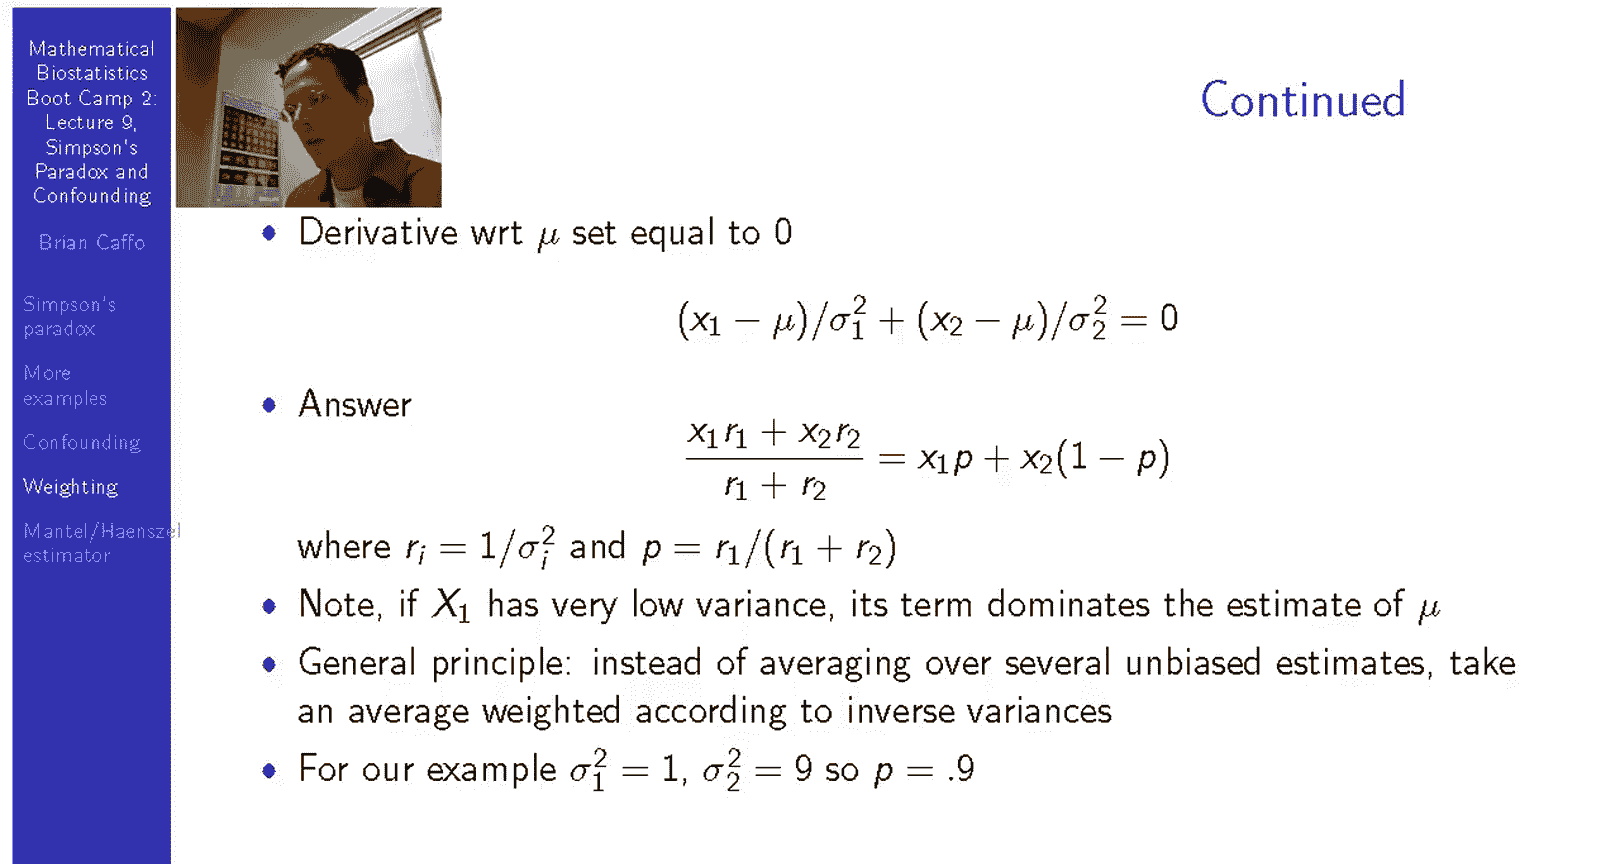 Mathematical
Biostatistics
Boot Camp 2:
Lecture 9,
Simpson's
Paradox and
Confounding
Brian Caffo
Simpson's
paradox
More
examples
Confounding
Weighting
Mantel/Haenszel
estimator
Continued
• Derivative wrt μ set equal to 0
(x₁ − μ)/σ₁² + (x₂ − μ)/σ₂² = 0
• Answer
x₁r₁ + x₂r₂
r₁ + r₂
= x₁p + x₂(1 − p)
where rᵢ = 1/σᵢ² and p = r₁/(r₁ + r₂)
• Note, if X₁ has very low variance, its term dominates the estimate of μ
• General principle: instead of averaging over several unbiased estimates, take
an average weighted according to inverse variances
• For our example σ₁² = 1, σ₂² = 9 so p = .9